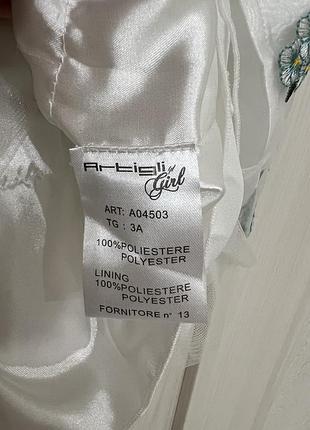 Artigli
Girl
ART: A04503
TG : 3A
100%POLIESTERE
POLYESTER
LINING
100%POLIESTERE
POLYESTER
FORNITORE n° 13